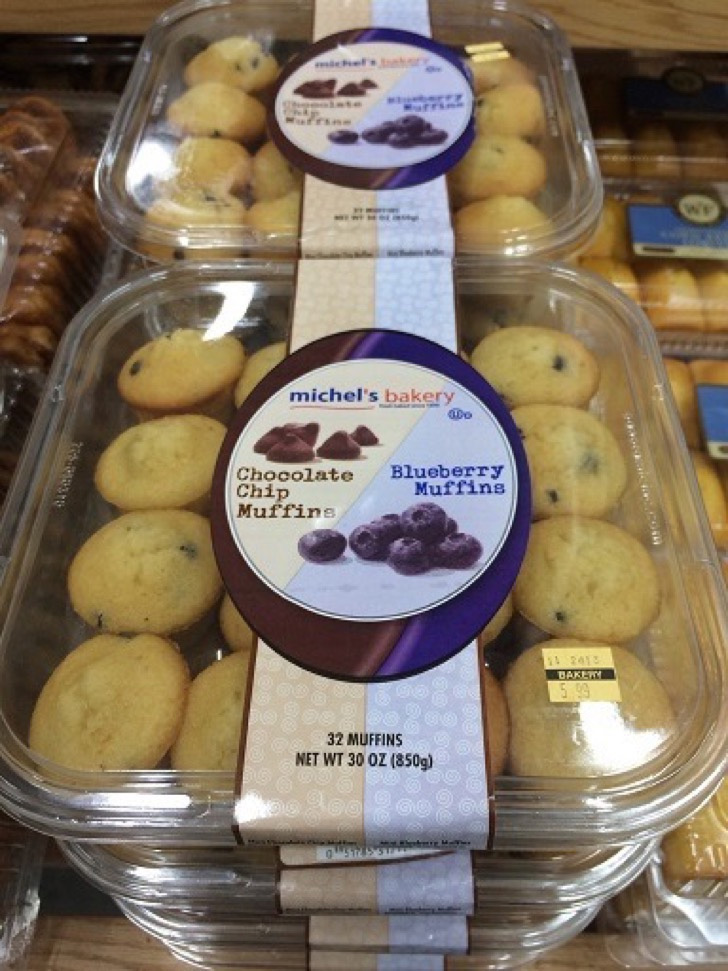 michel's bakery
Chocolate
Chip
Muffins
Blueberry
Muffins
michel's bakery
U D
Chocolate
Chip
Muffins
Blueberry
Muffins
BAKERY
5.99
32 MUFFINS
NET WT 30 OZ (850g)